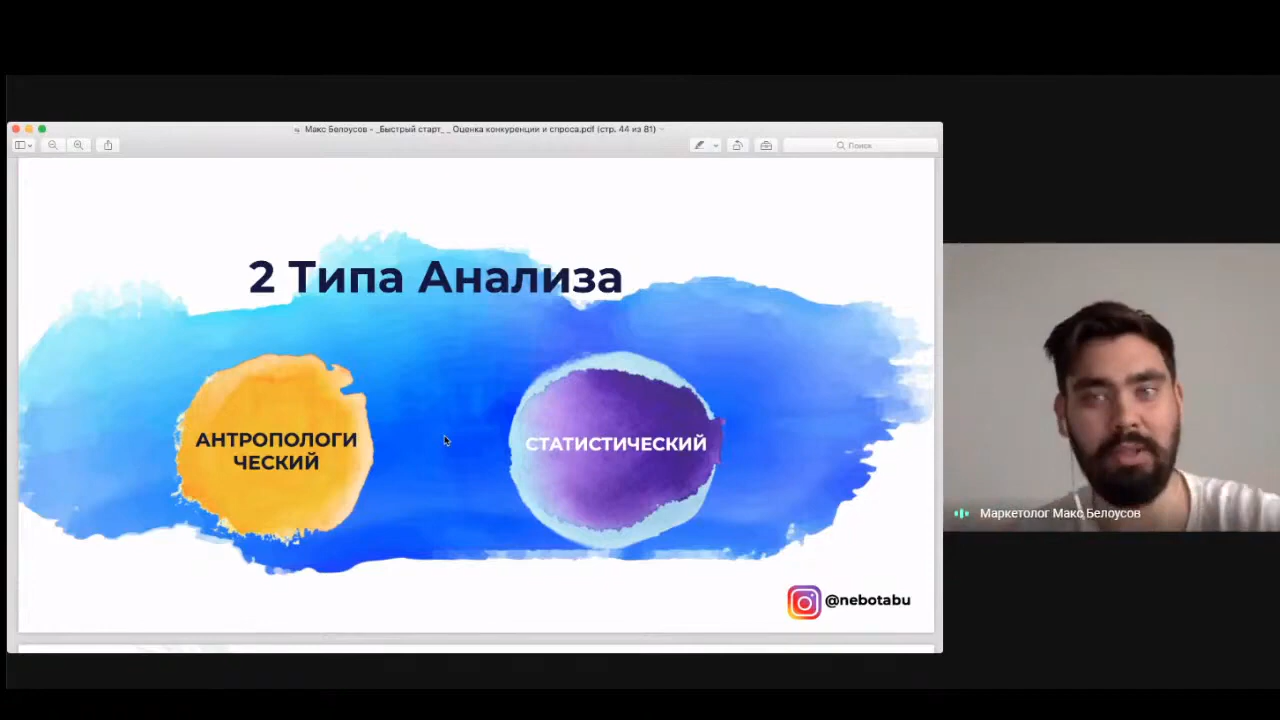 Макс Белоусов - _Быстрый старт_ _ Оценка конкуренции и спроса.pdf (стр. 44 из 81)
Поиск
2 Типа Анализа
АНТРОПОЛОГИ
ЧЕСКИЙ
СТАТИСТИЧЕСКИЙ
@nebotabu
Маркетолог Макс Белоусов